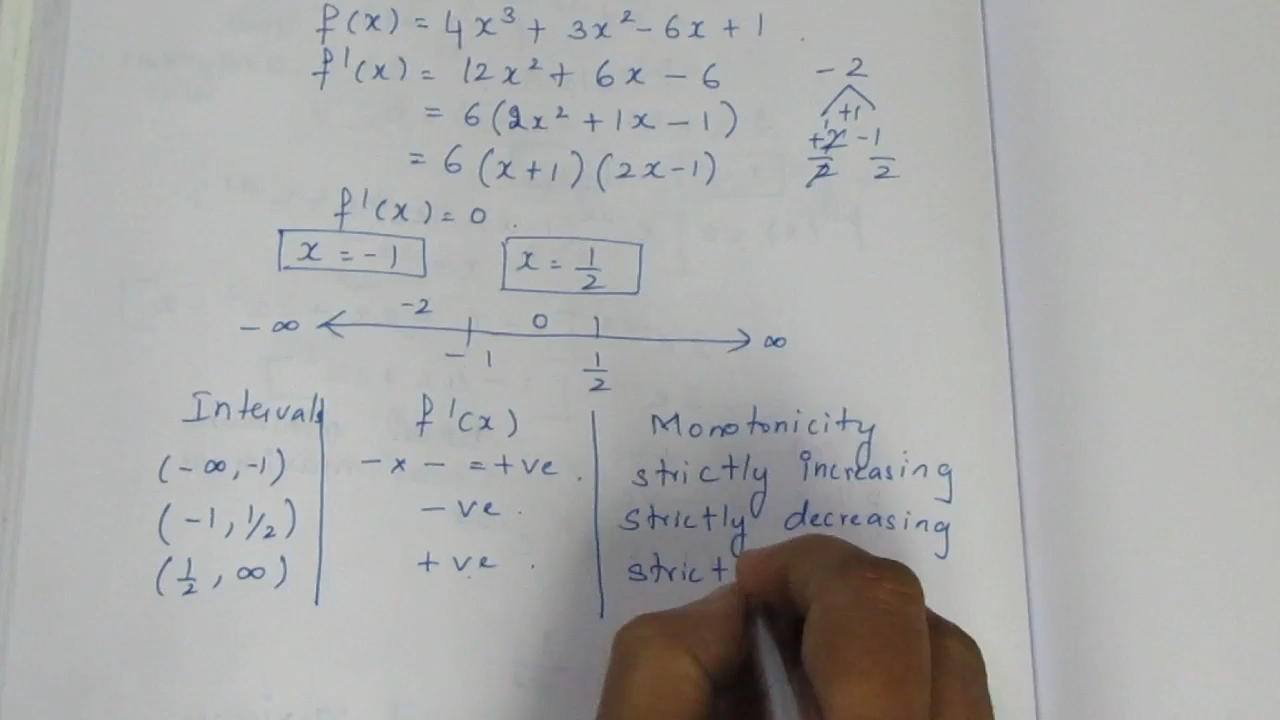 f(x) = 4x³ + 3x² - 6x + 1.
f'(x) = 12x² + 6x - 6
- 2
= 6(2x² + 1x - 1)
+1
= 6(x+1)(2x-1)
+2/2 1 -1/2
f'(x) = 0.
x = -1 x = 1/2
- ∞ -2 0 ∞
- 1 1/2
Intervals f'(x) Monotonicity
(-∞,-1) - x - = +ve. strictly increasing
(-1, 1/2) - ve. strictly decreasing
(1/2, ∞) + ve. strict